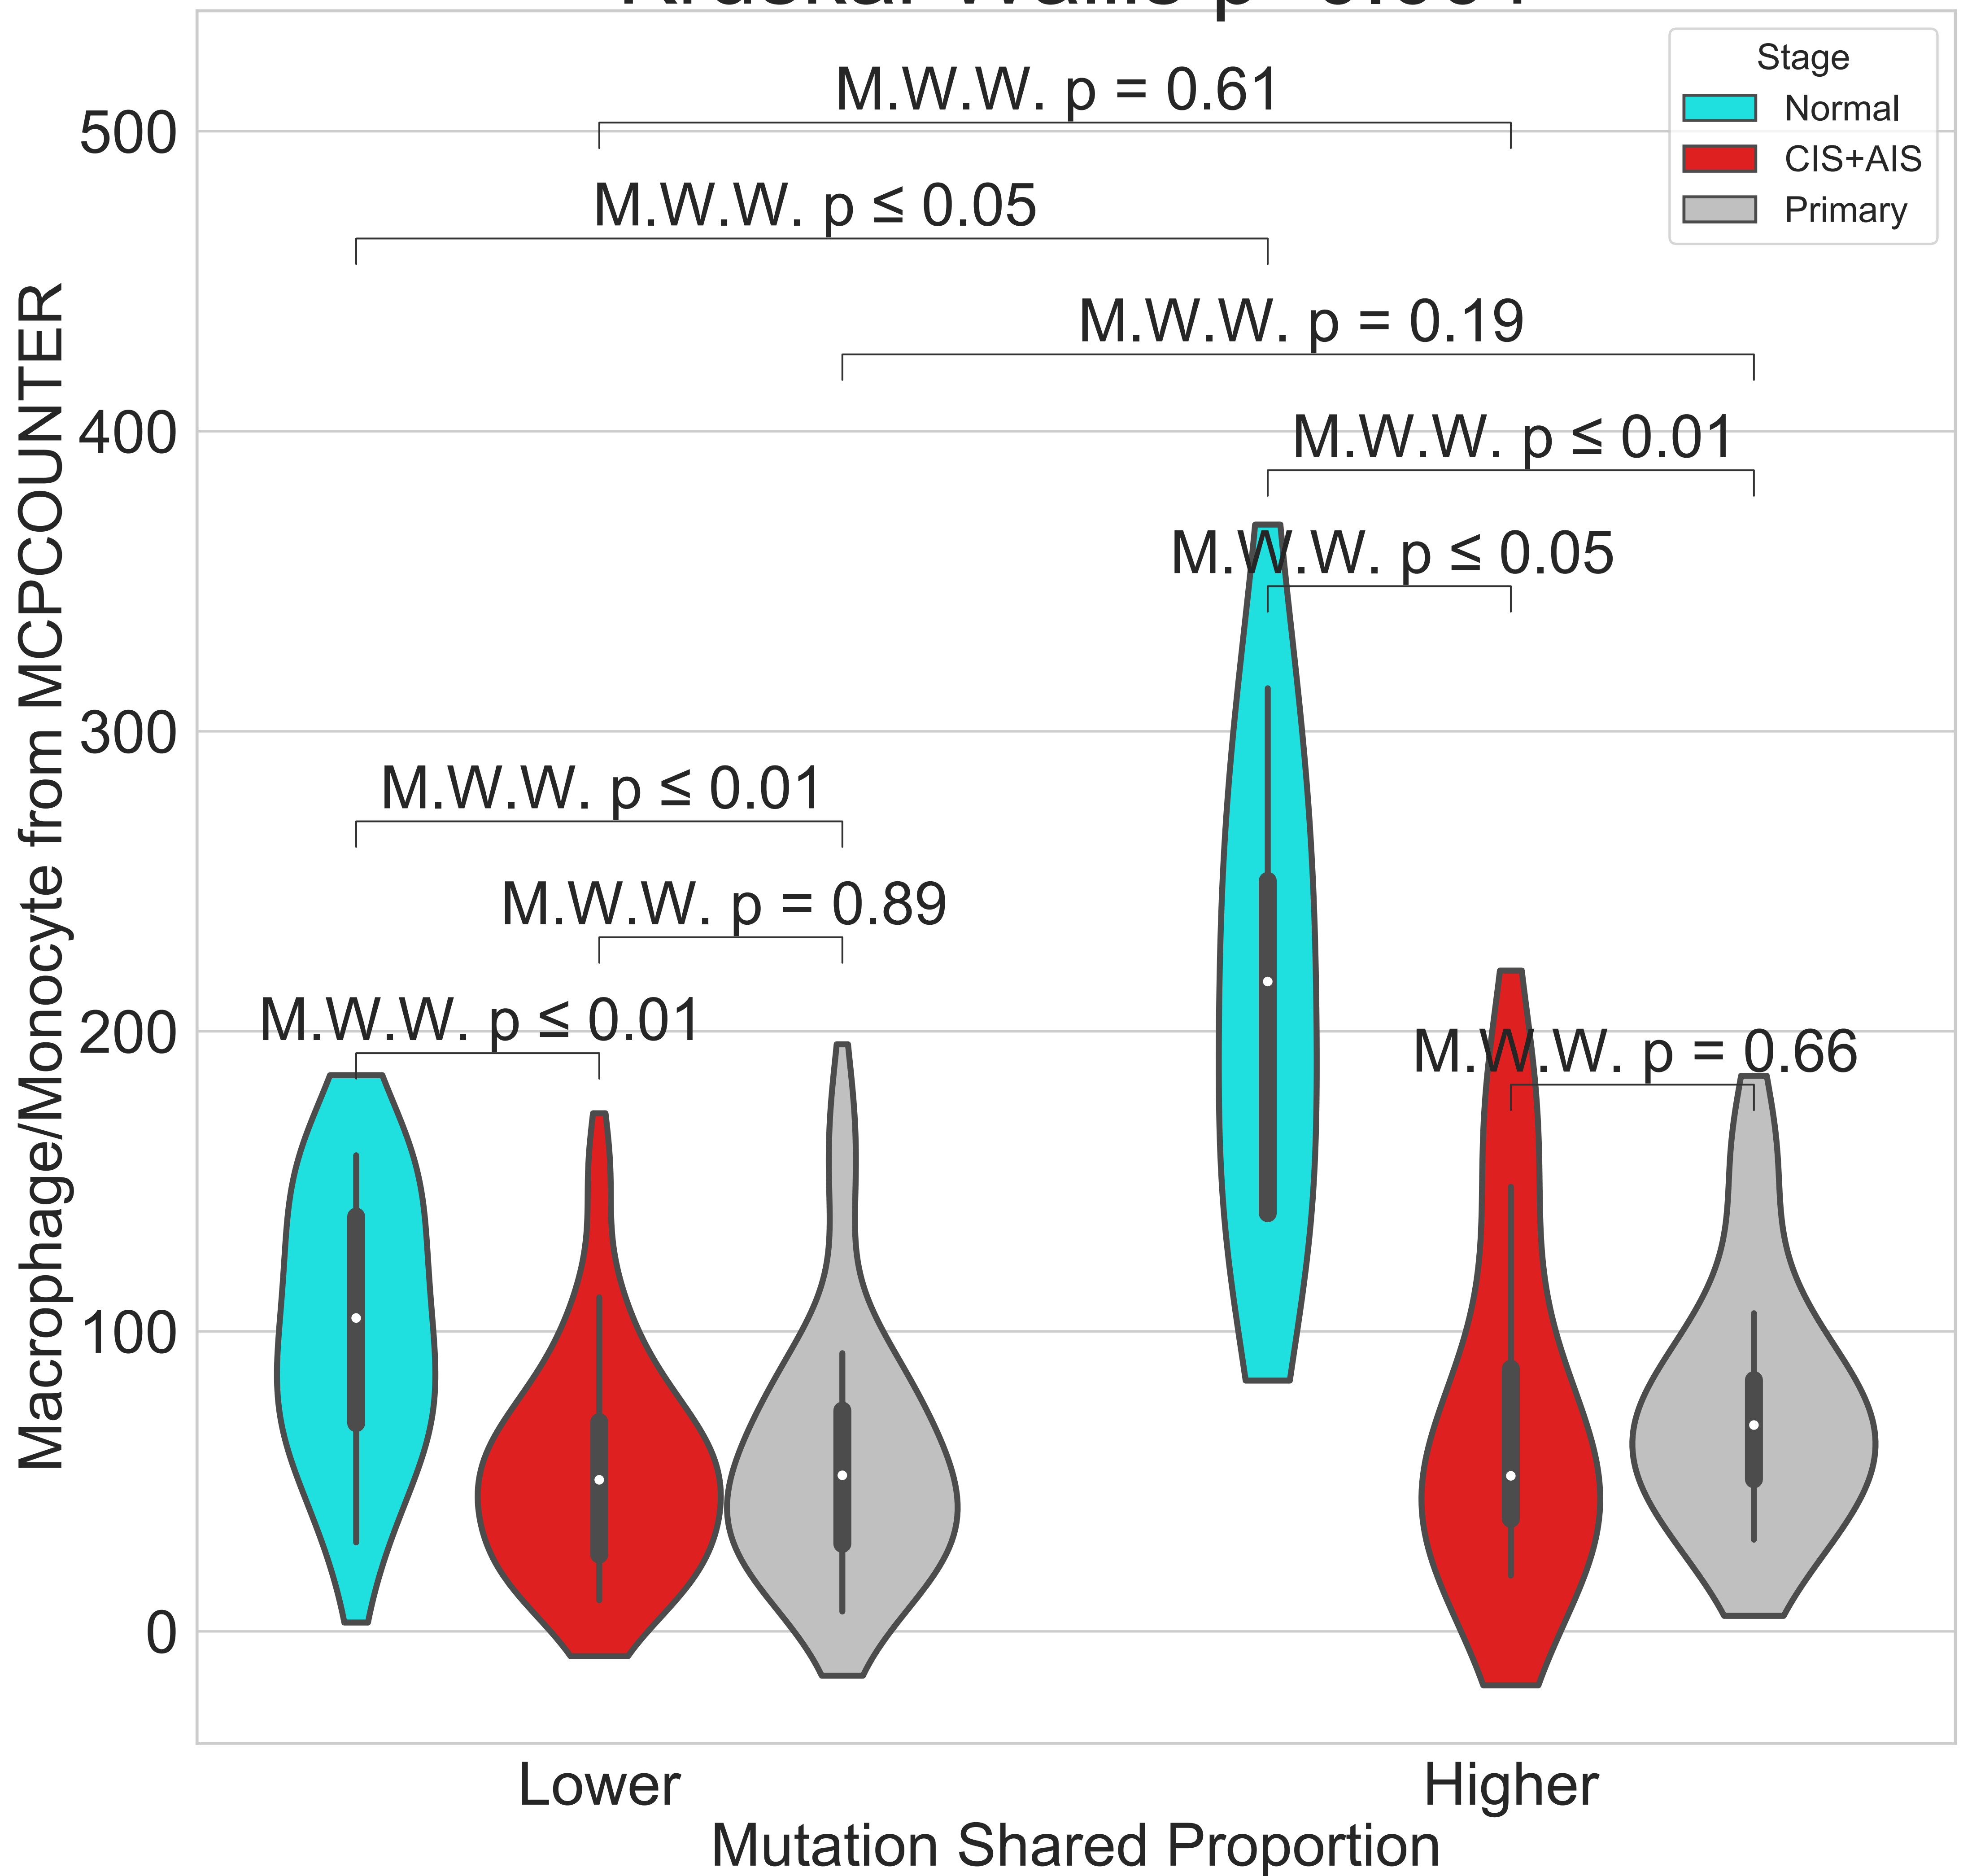 Stage
Normal
CIS+AIS
Primary
M.W.W. p = 0.61
M.W.W. p ≤ 0.05
M.W.W. p = 0.19
M.W.W. p ≤ 0.01
M.W.W. p ≤ 0.05
M.W.W. p ≤ 0.01
M.W.W. p = 0.89
M.W.W. p ≤ 0.01
M.W.W. p = 0.66
500
400
300
200
100
0
Macrophage/Monocyte from MCPCOUNTER
Lower
Higher
Mutation Shared Proportion